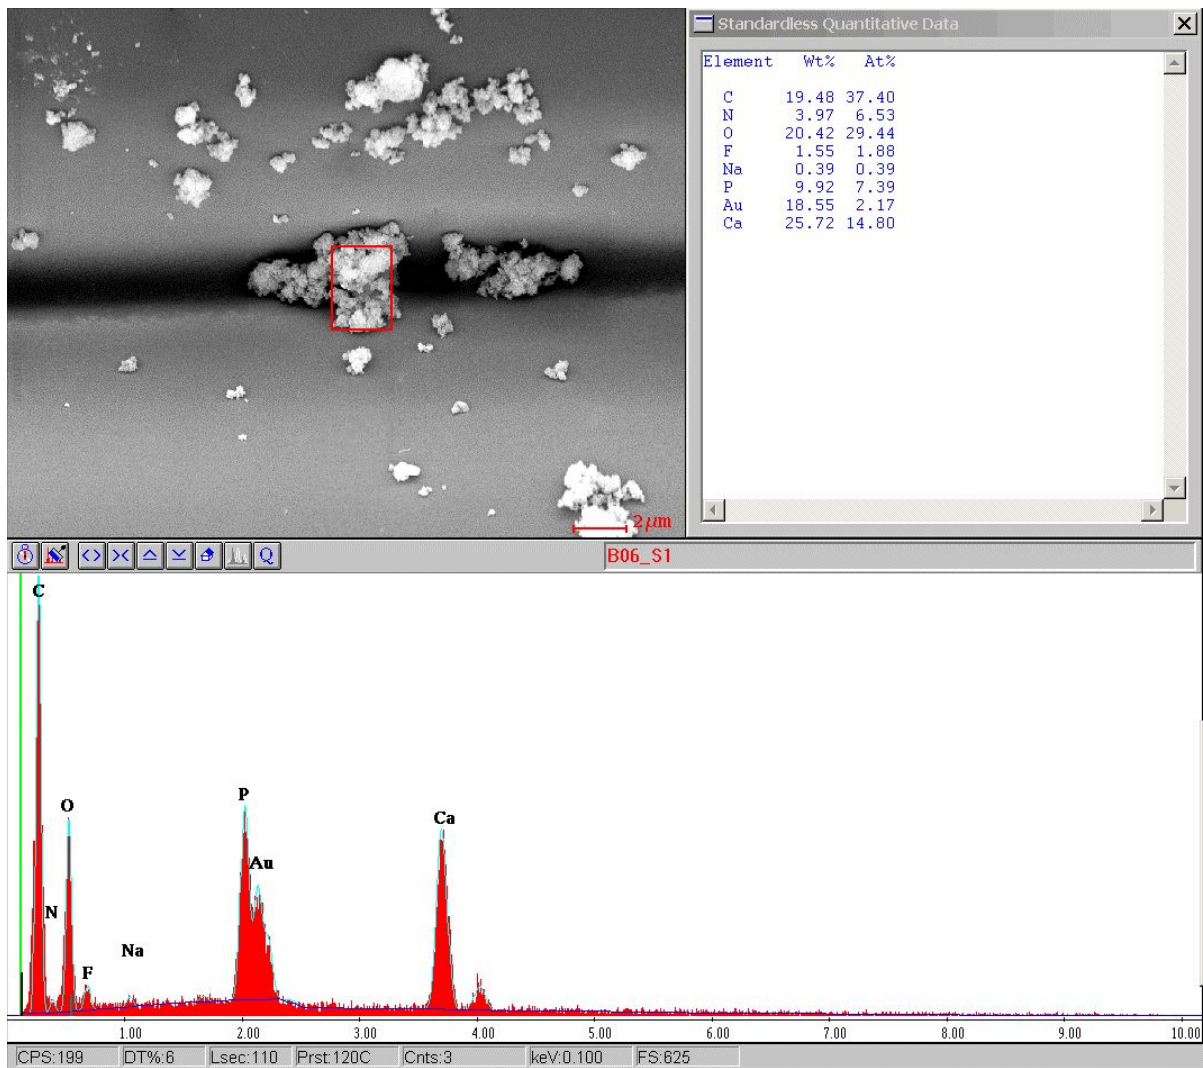 Standardless Quantitative Data
Element Wt% At%
C 19.48 37.40
N 3.97 6.53
O 20.42 29.44
F 1.55 1.88
Na 0.39 0.39
P 9.92 7.39
Au 18.55 2.17
Ca 25.72 14.80
2 µm
Q
B06_S1
C
O
P
Ca
Au
N
Na
F
1.00 2.00 3.00 4.00 5.00 6.00 7.00 8.00 9.00 10.00
CPS:199 DT%:6 Lsec:110 Prst:120C Cnts:3 keV:0.100 FS:625